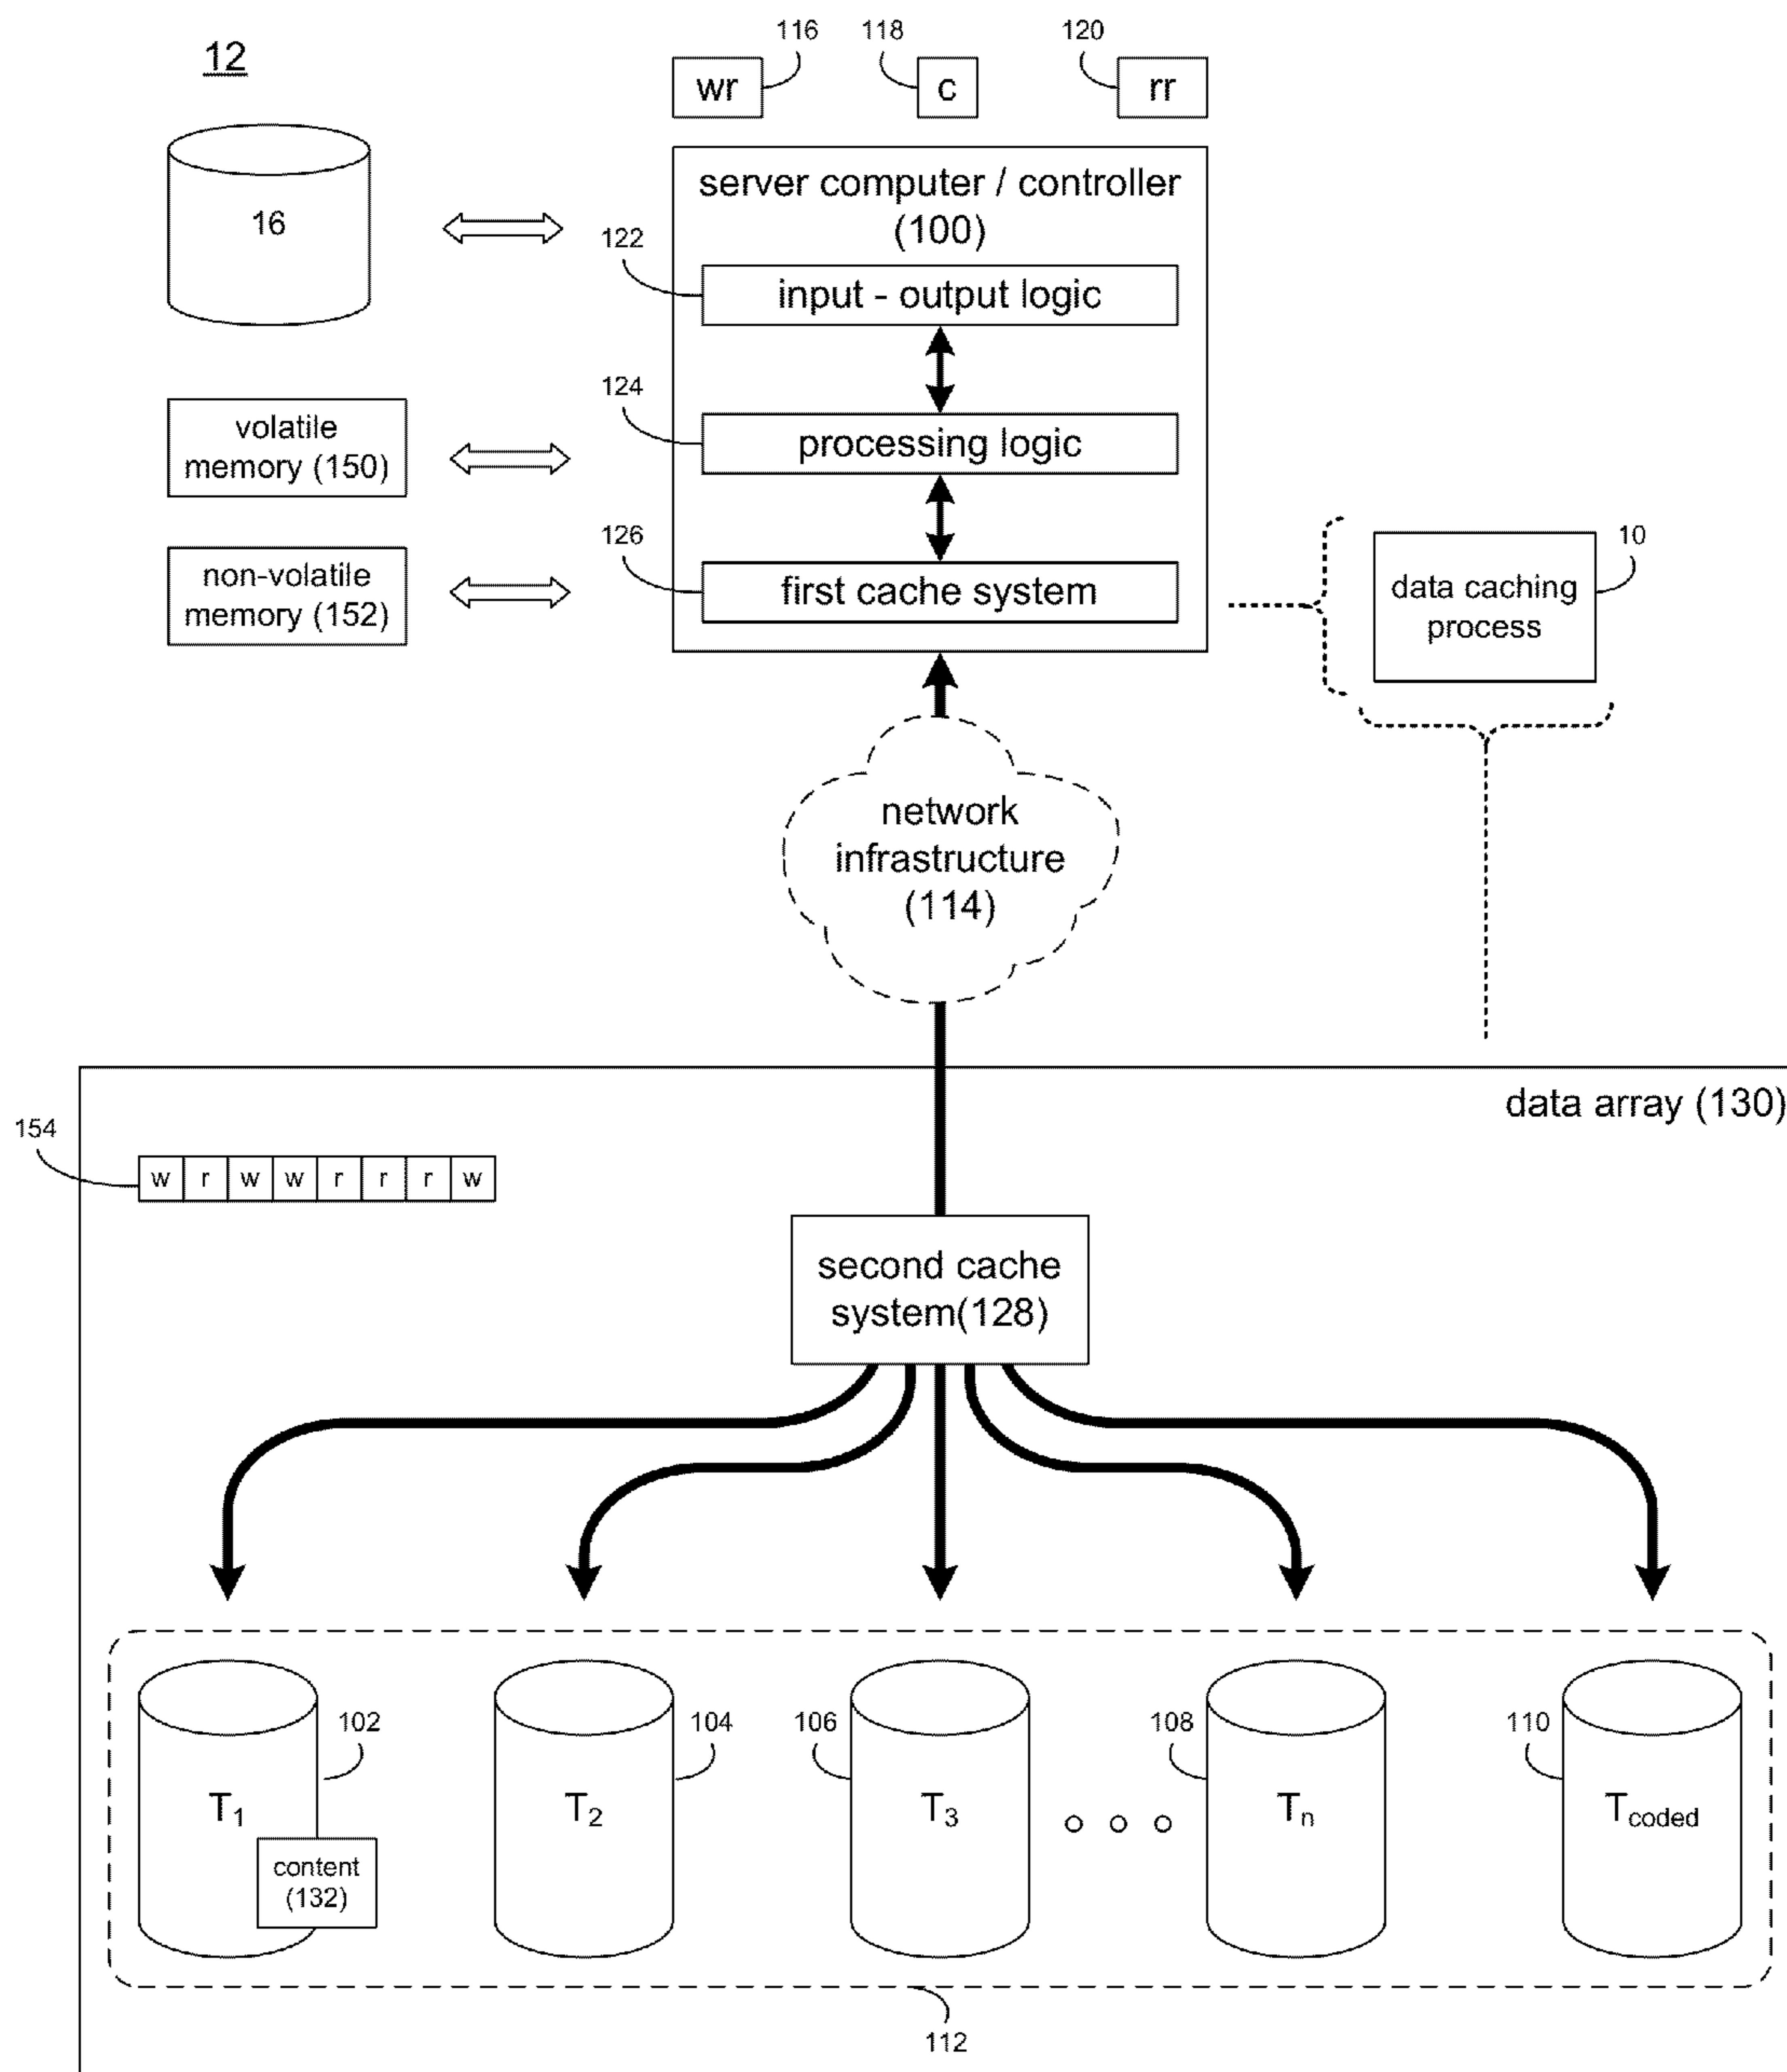 12
116
118
120
wr
c
rr
16
server computer / controller
(100)
122
input - output logic
124
processing logic
126
first cache system
volatile
memory (150)
non-volatile
memory (152)
10
data caching
process
network
infrastructure
(114)
data array (130)
154
w r w w r r r w
second cache
system(128)
102
104
106
108
110
T1
T2
T3
Tn
Tcoded
content
(132)
112